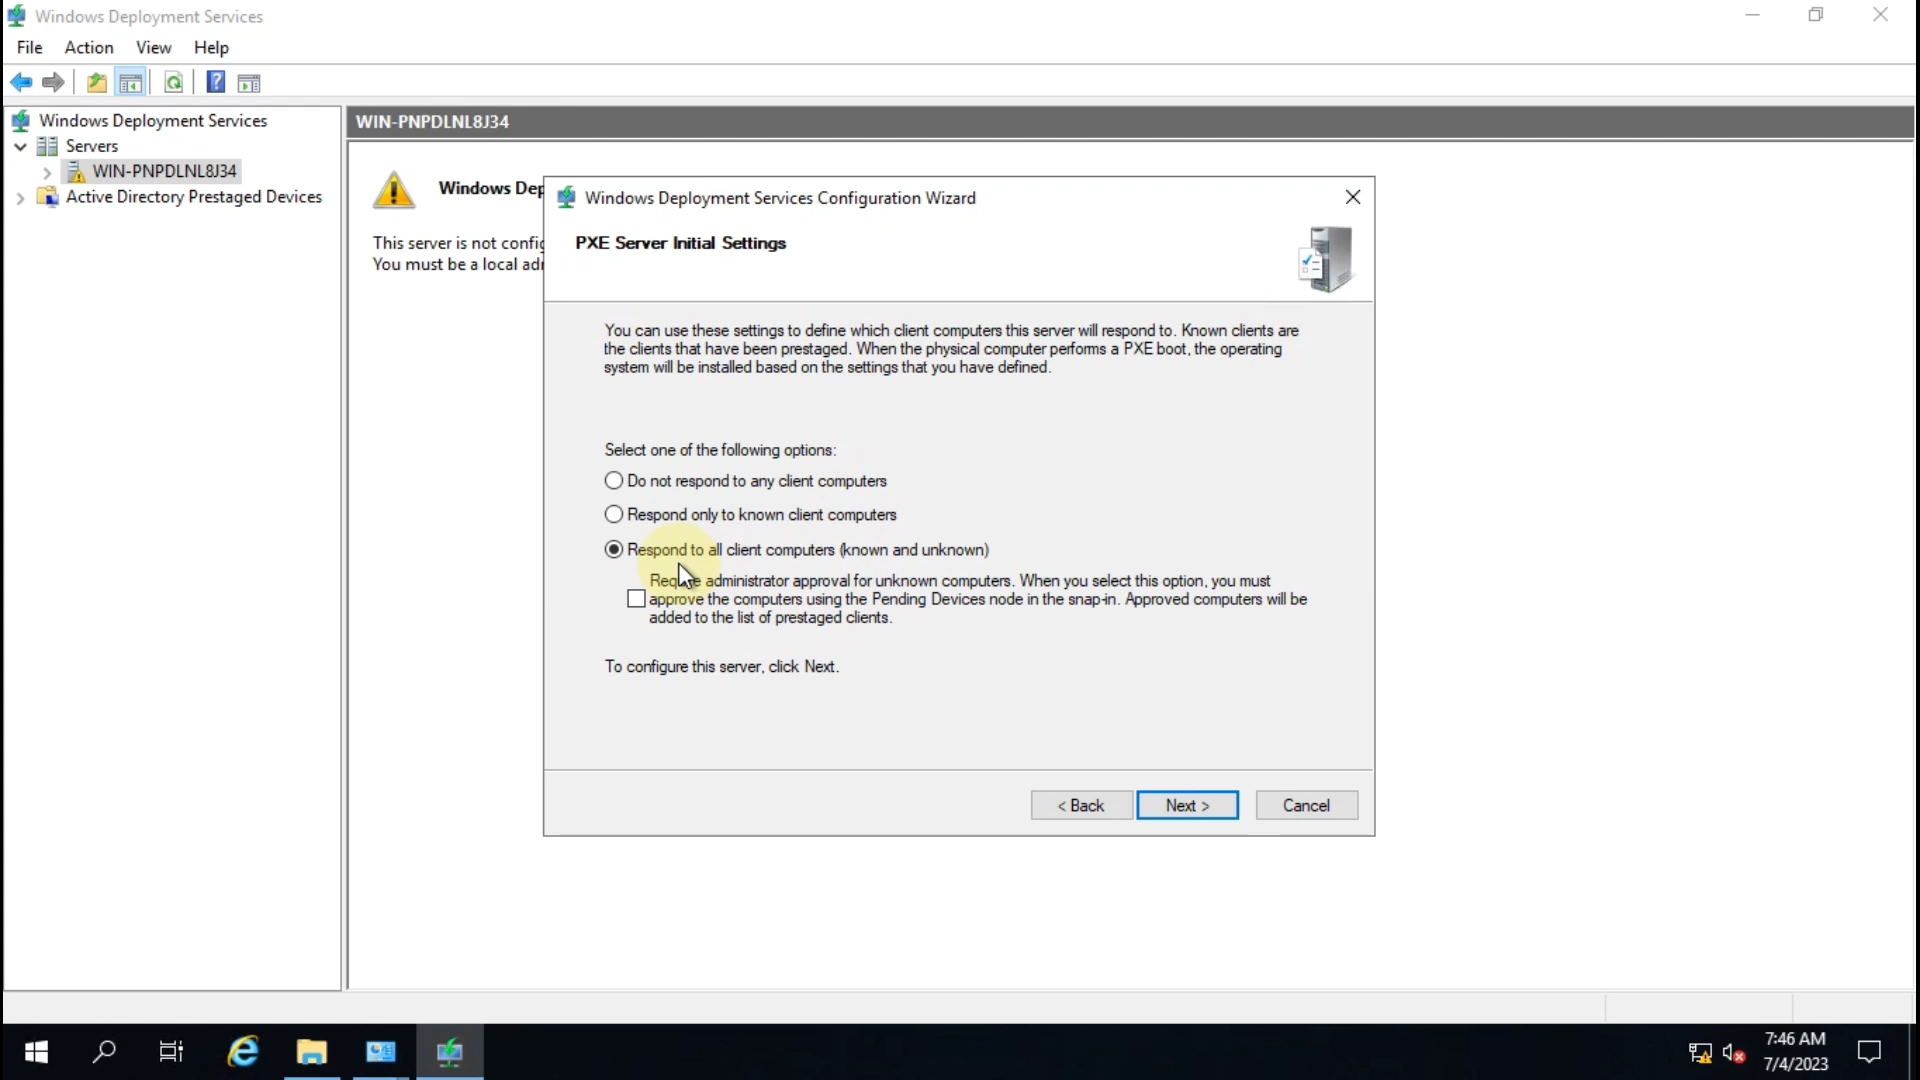 Windows Deployment Services
File Action View Help
Windows Deployment Services
Servers
WIN-PNPDLNL8J34
Active Directory Prestaged Devices
WIN-PNPDLNL8J34
Windows Dep
This server is not config
You must be a local adm
Windows Deployment Services Configuration Wizard
PXE Server Initial Settings
You can use these settings to define which client computers this server will respond to. Known clients are
the clients that have been prestaged. When the physical computer performs a PXE boot, the operating
system will be installed based on the settings that you have defined.
Select one of the following options:
Do not respond to any client computers
Respond only to known client computers
Respond to all client computers (known and unknown)
Require administrator approval for unknown computers. When you select this option, you must
approve the computers using the Pending Devices node in the snap-in. Approved computers will be
added to the list of prestaged clients.
To configure this server, click Next.
< Back
Next >
Cancel
7:46 AM
7/4/2023